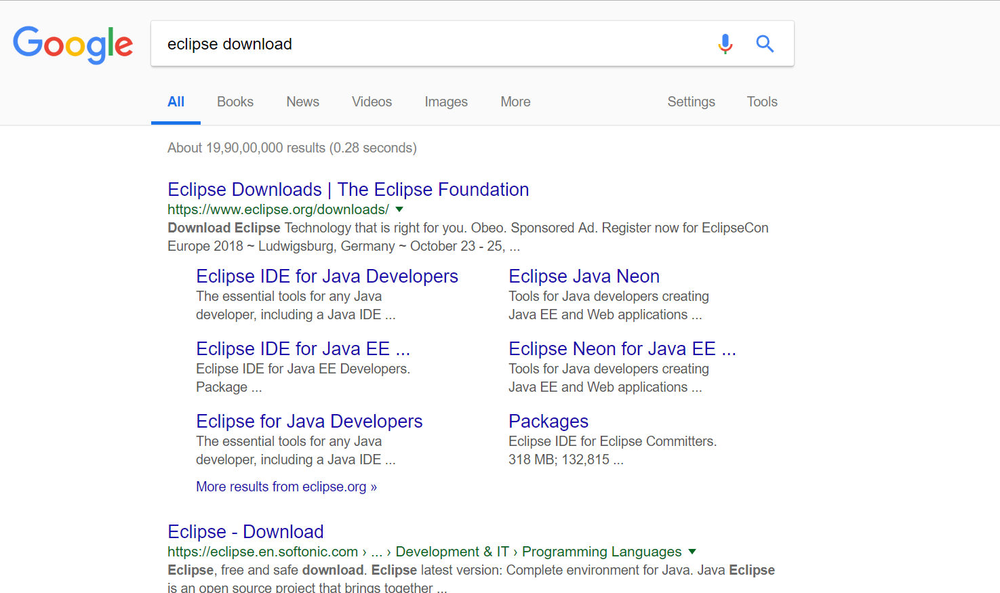 Google
eclipse download
All Books News Videos Images More Settings Tools
About 19,90,00,000 results (0.28 seconds)
Eclipse Downloads | The Eclipse Foundation
https://www.eclipse.org/downloads/
Download Eclipse Technology that is right for you. Obeo. Sponsored Ad. Register now for EclipseCon
Europe 2018 ~ Ludwigsburg, Germany ~ October 23 - 25, ...
Eclipse IDE for Java Developers
The essential tools for any Java
developer, including a Java IDE ...
Eclipse Java Neon
Tools for Java developers creating
Java EE and Web applications ...
Eclipse IDE for Java EE ...
Eclipse IDE for Java EE Developers.
Package ...
Eclipse Neon for Java EE ...
Tools for Java developers creating
Java EE and Web applications ...
Eclipse for Java Developers
The essential tools for any Java
developer, including a Java IDE ...
Packages
Eclipse IDE for Eclipse Committers.
318 MB; 132,815 ...
More results from eclipse.org »
Eclipse - Download
https://eclipse.en.softonic.com › ... › Development & IT › Programming Languages
Eclipse, free and safe download. Eclipse latest version: Complete environment for Java. Java Eclipse
is an open source project that brings together ...